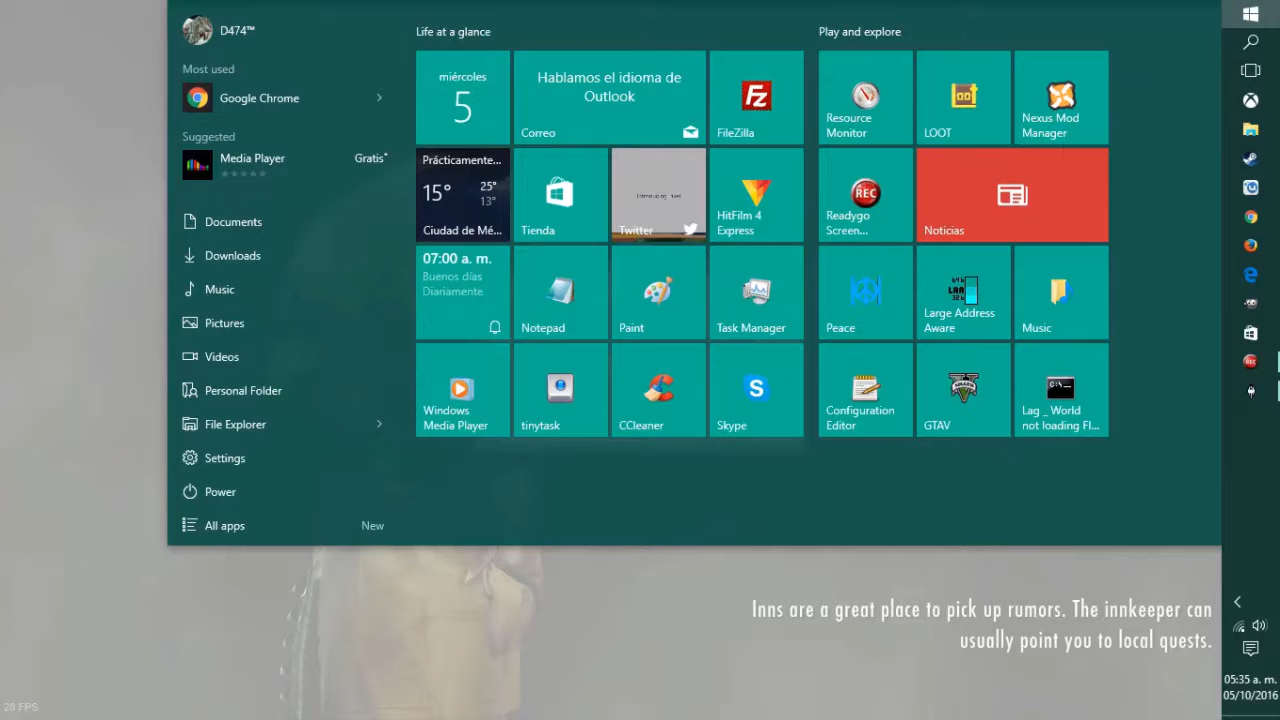 D474™
Most used
Google Chrome
Suggested
Media Player
Gratis*
Documents
Downloads
Music
Pictures
Videos
Personal Folder
File Explorer
Settings
Power
All apps
New
Life at a glance
miércoles
5
Hablamos el idioma de
Outlook
Correo
FileZilla
Prácticamente...
15°
25°
13°
Ciudad de Mé...
Tienda
Twitter
HitFilm 4
Express
07:00 a. m.
Buenos días
Diariamente
Notepad
Paint
Task Manager
Windows
Media Player
tinytask
CCleaner
Skype
Play and explore
Resource
Monitor
LOOT
Nexus Mod
Manager
REC
Readygo
Screen...
Noticias
Peace
LAA
Large Address
Aware
Music
Configuration
Editor
GTAV
C:\
Lag _ World
not loading FI...
Inns are a great place to pick up rumors. The innkeeper can
usually point you to local quests.
28 FPS
05:35 a. m.
05/10/2016